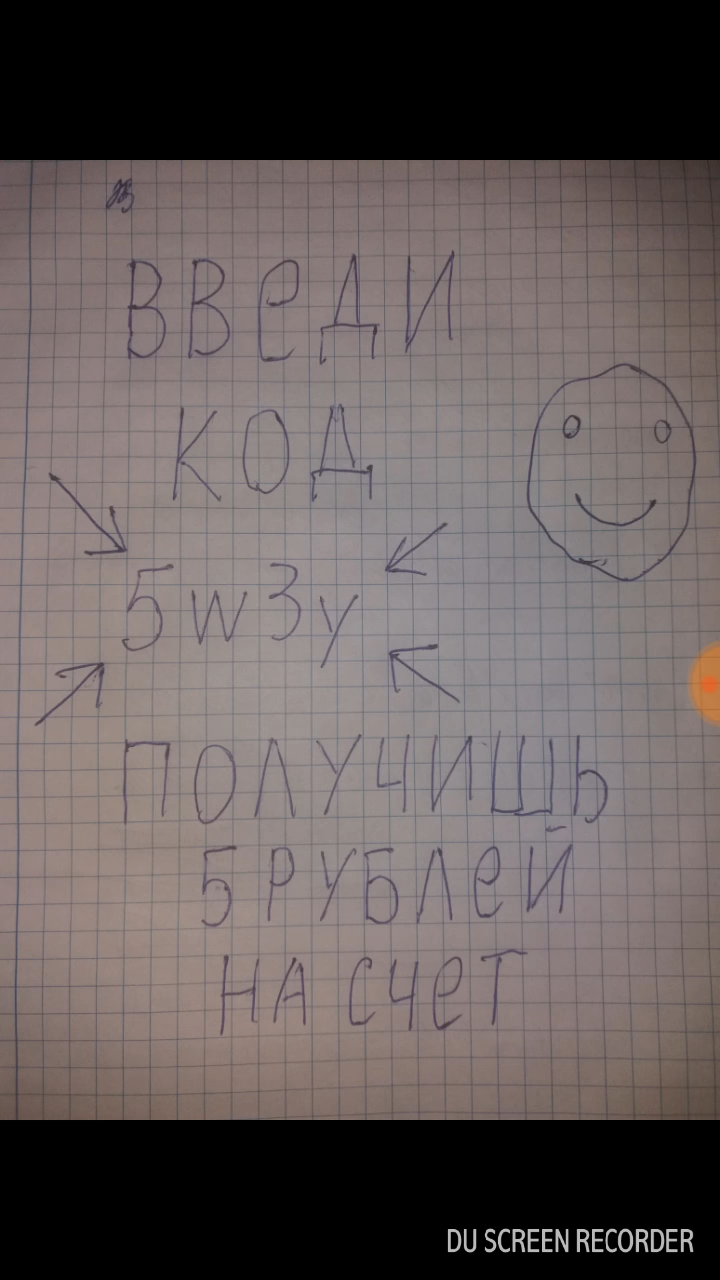 ВВЕДИ
КОД
5w3y
ПОЛУЧИШЬ
5 РУБЛЕЙ
НА СЧЕТ
DU SCREEN RECORDER